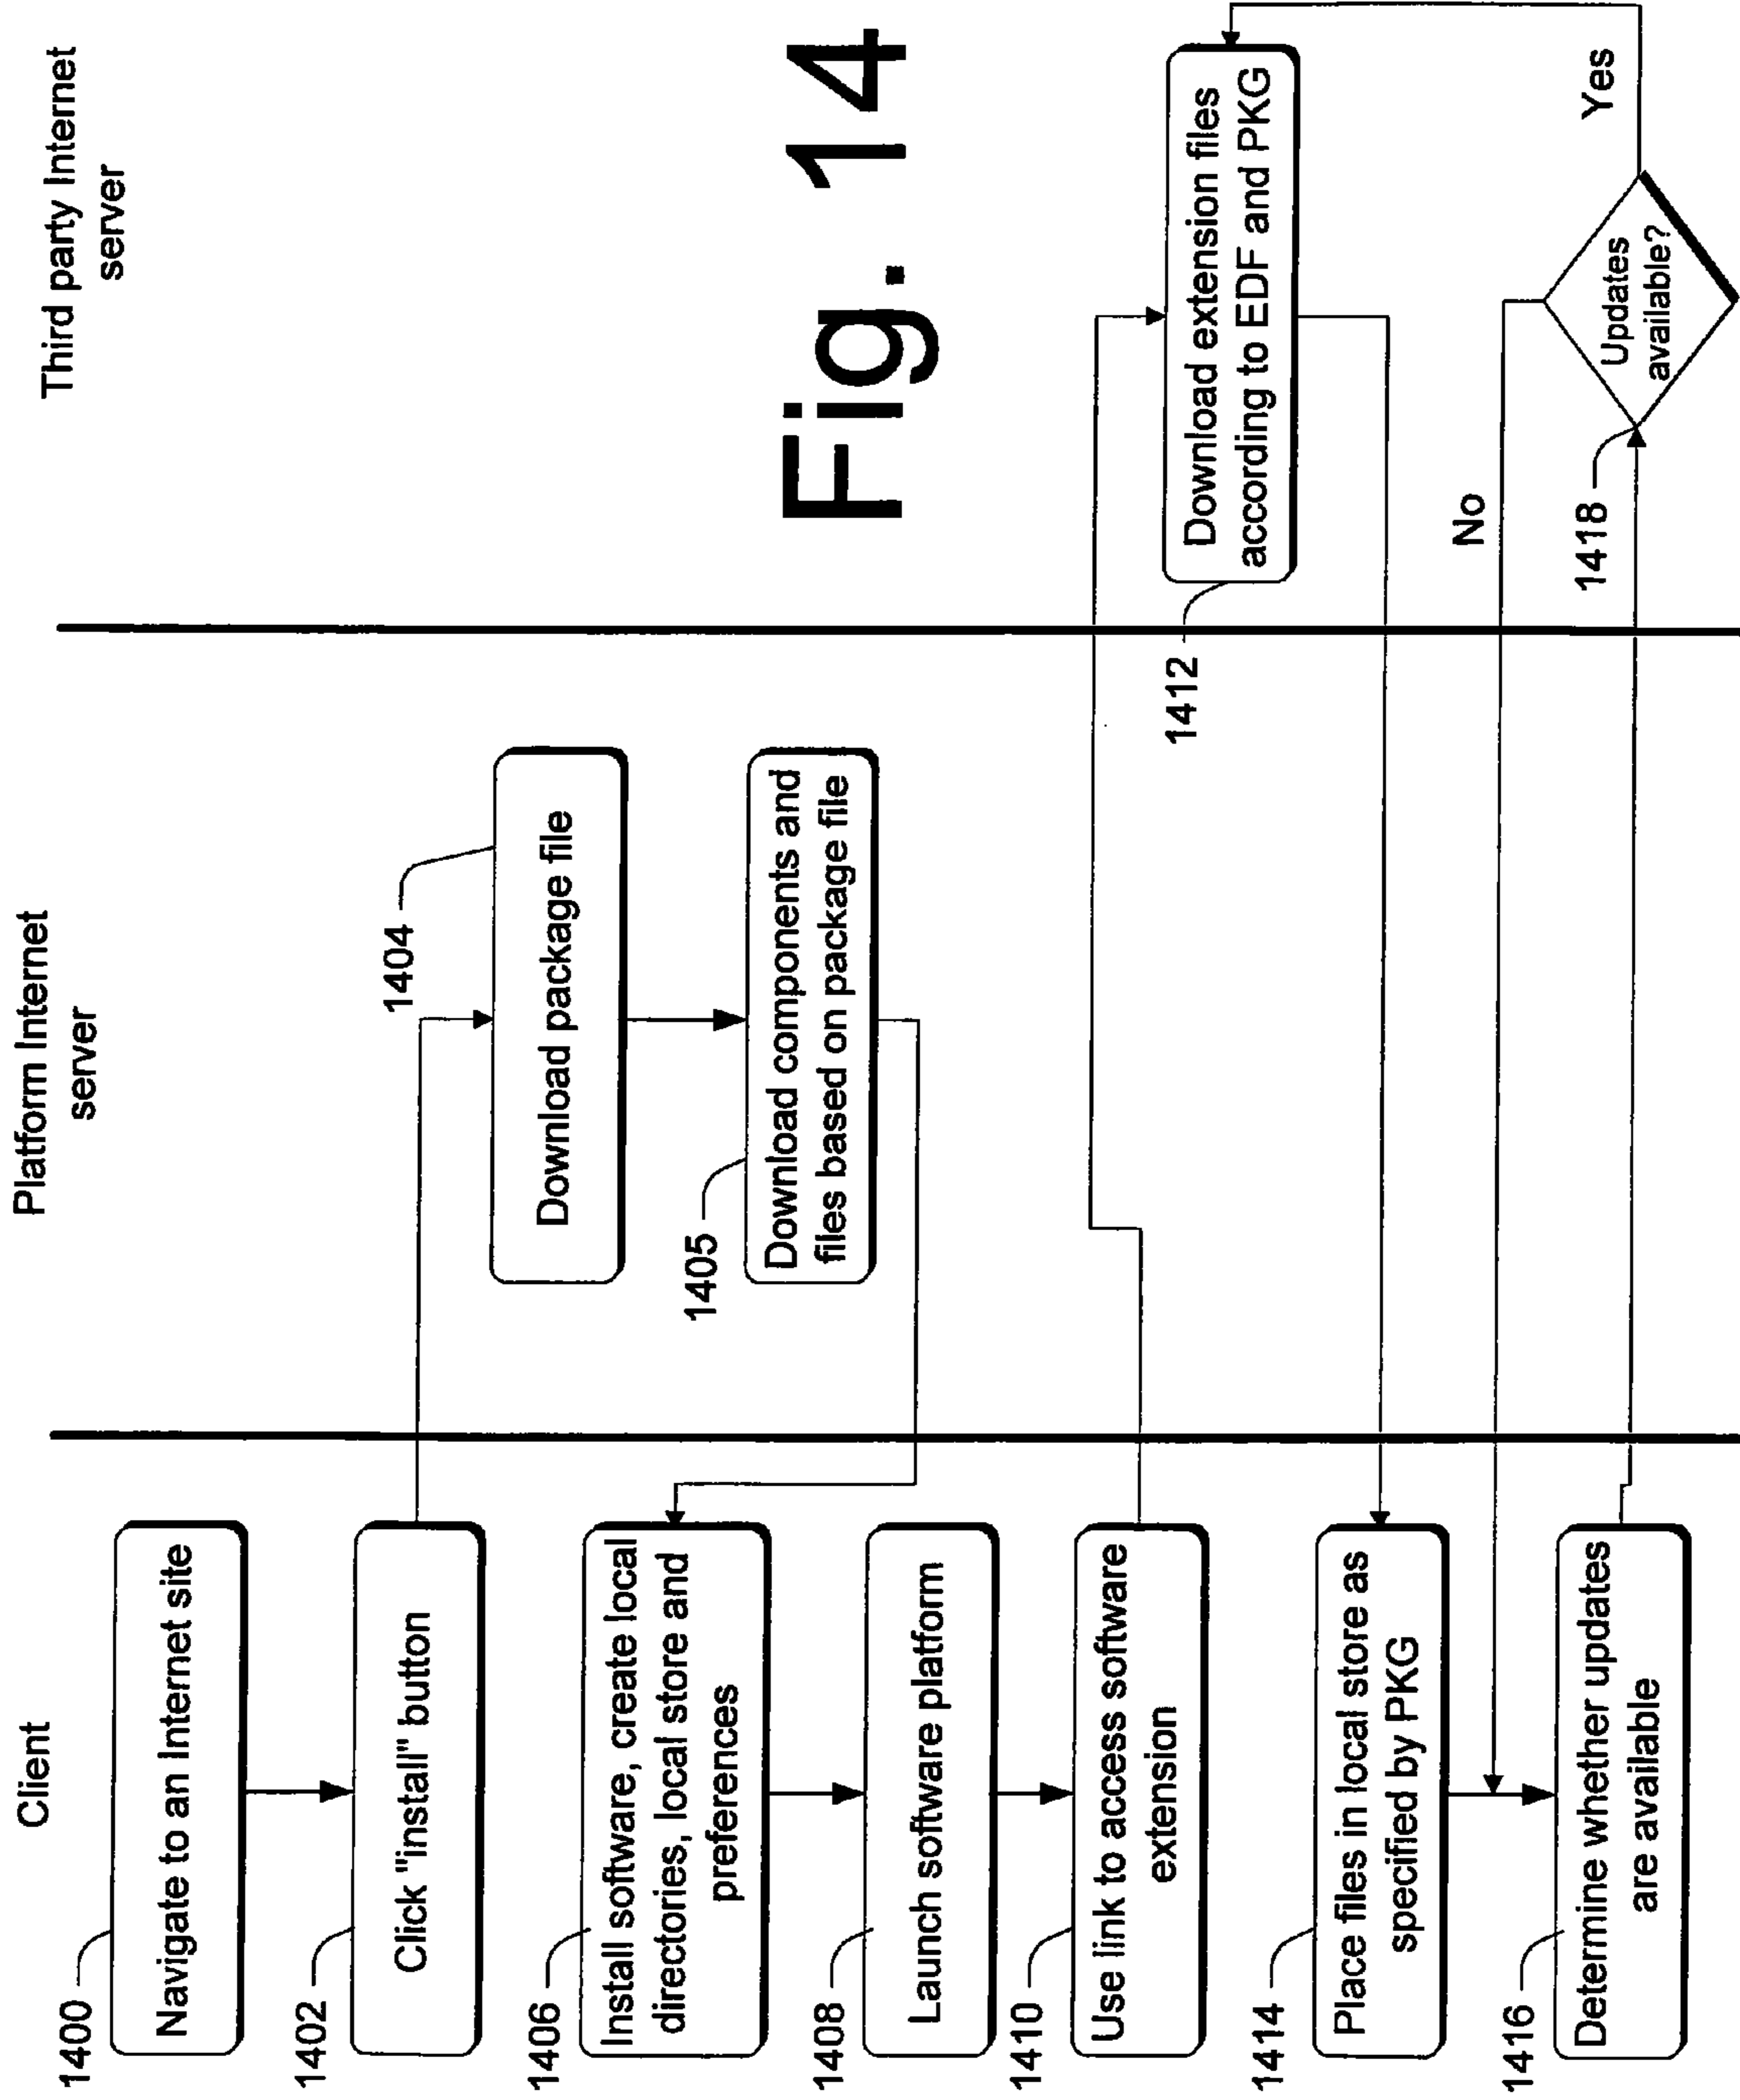 Client
Platform Internet
server
Third party Internet
server
1400
Navigate to an Internet site
1402
Click "install" button
1404
Download package file
1405
Download components and
files based on package file
1406
Install software, create local
directories, local store and
preferences
1408
Launch software platform
1410
Use link to access software
extension
Fig. 14
1412
Download extension files
according to EDF and PKG
1414
Place files in local store as
specified by PKG
No
1416
Determine whether updates
are available
1418
Updates
available?
Yes